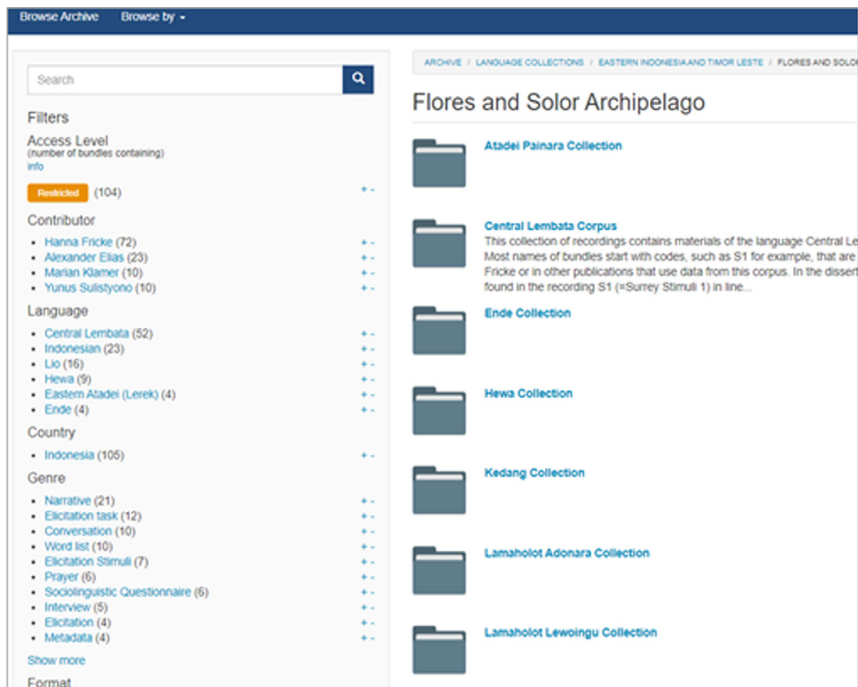 Browse Archive Browse by
Search
Filters
Access Level
(number of bundles containing)
info
Restricted (104) + -
Contributor
• Hanna Fricke (72) + -
• Alexander Elias (23) + -
• Marian Klamer (10) + -
• Yunus Sulistyono (10) + -
Language
• Central Lembata (52) + -
• Indonesian (23) + -
• Lio (16) + -
• Hewa (9) + -
• Eastern Atadei (Lerek) (4) + -
• Ende (4) + -
Country
• Indonesia (105) + -
Genre
• Narrative (21) + -
• Elicitation task (12) + -
• Conversation (10) + -
• Word list (10) + -
• Elicitation Stimuli (7) + -
• Prayer (6) + -
• Sociolinguistic Questionnaire (6) + -
• Interview (5) + -
• Elicitation (4) + -
• Metadata (4) + -
Show more
Format
ARCHIVE / LANGUAGE COLLECTIONS / EASTERN INDONESIA AND TIMOR LESTE / FLORES AND SOLOR
Flores and Solor Archipelago
Atadei Painara Collection
Central Lembata Corpus
This collection of recordings contains materials of the language Central Le
Most names of bundles start with codes, such as S1 for example, that are
Fricke or in other publications that use data from this corpus. In the dissert
found in the recording S1 (=Surrey Stimuli 1) in line...
Ende Collection
Hewa Collection
Kedang Collection
Lamaholot Adonara Collection
Lamaholot Lewoingu Collection